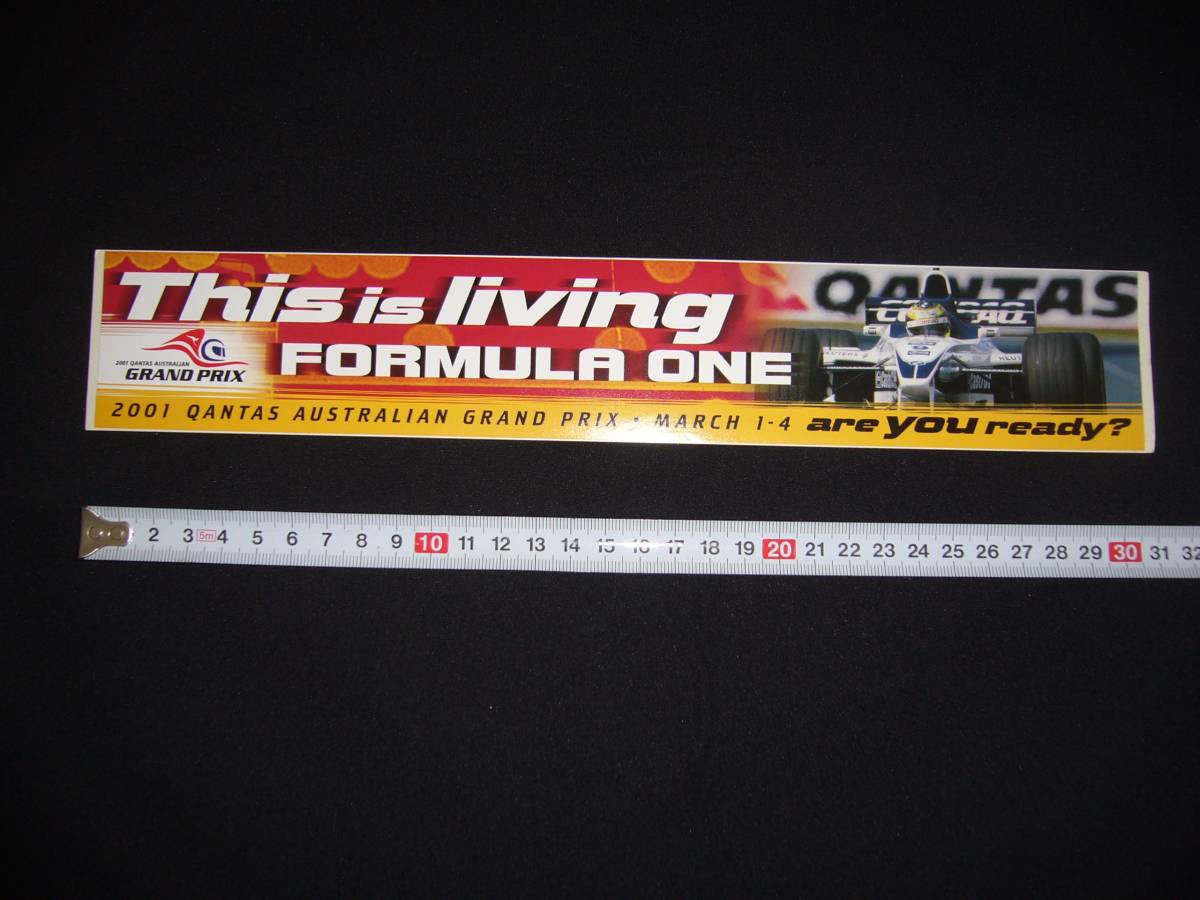 This is living
FORMULA ONE
2001 QANTAS AUSTRALIAN
GRAND PRIX
QANTAS
COMPAQ
REUTERS
2001 QANTAS AUSTRALIAN GRAND PRIX • MARCH 1-4 are you ready?
2 3 5m 4 5 6 7 8 9 10 11 12 13 14 15 16 17 18 19 20 21 22 23 24 25 26 27 28 29 30 31 32